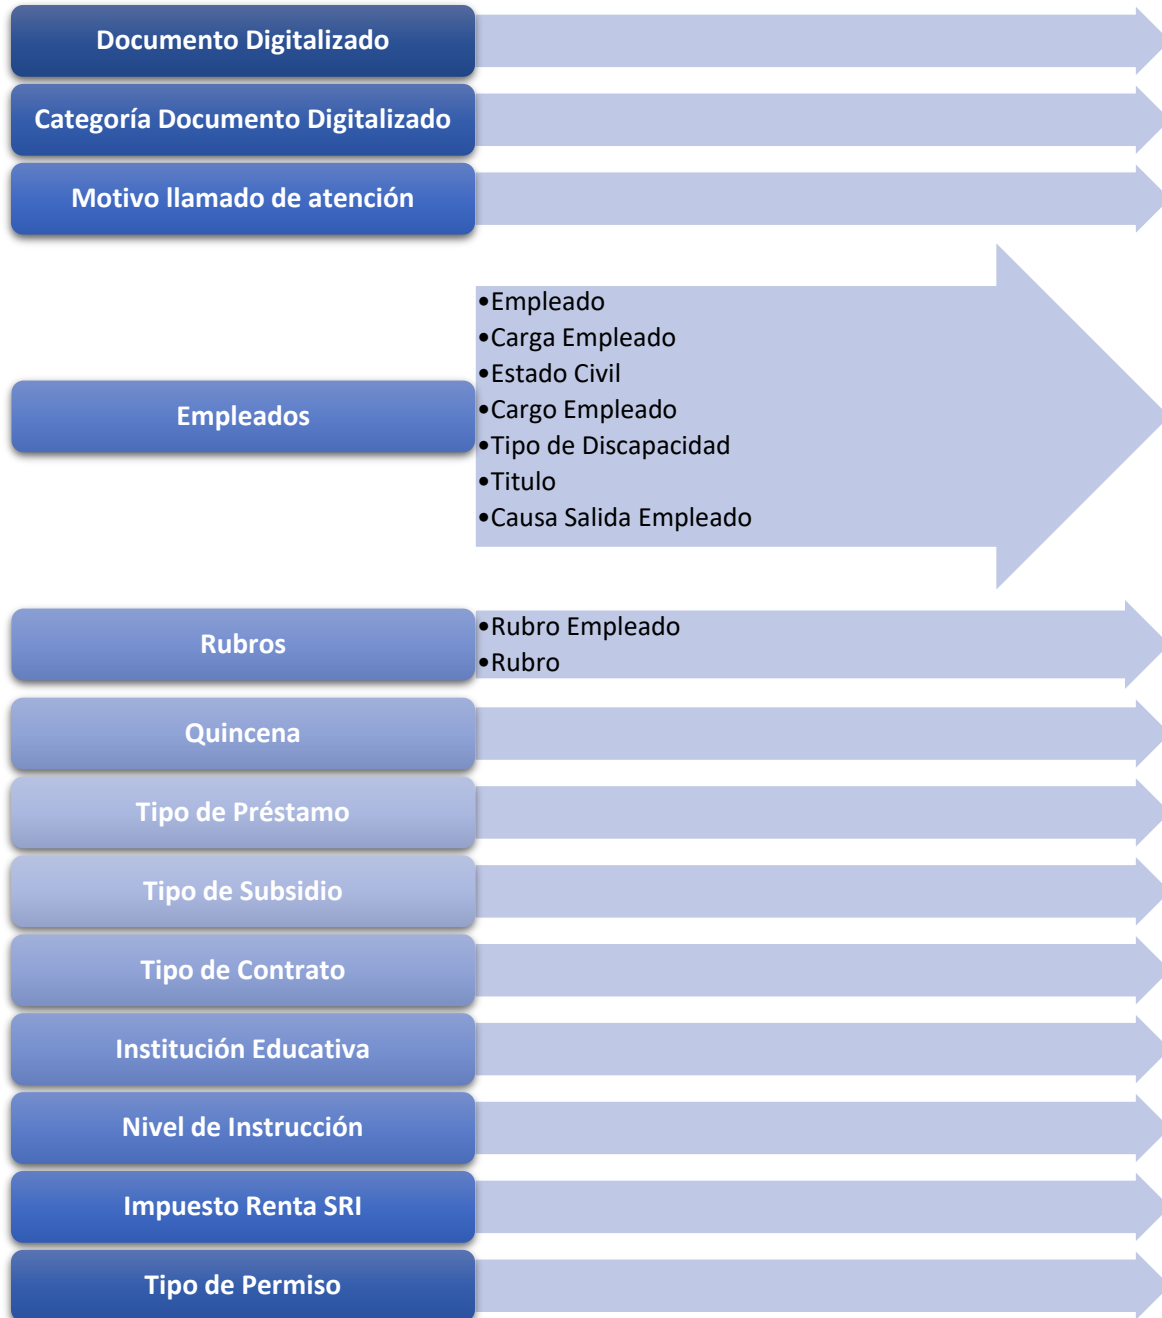 Documento Digitalizado
Categoría Documento Digitalizado
Motivo llamado de atención
Empleados
•Empleado
•Carga Empleado
•Estado Civil
•Cargo Empleado
•Tipo de Discapacidad
•Titulo
•Causa Salida Empleado
Rubros
•Rubro Empleado
•Rubro
Quincena
Tipo de Préstamo
Tipo de Subsidio
Tipo de Contrato
Institución Educativa
Nivel de Instrucción
Impuesto Renta SRI
Tipo de Permiso